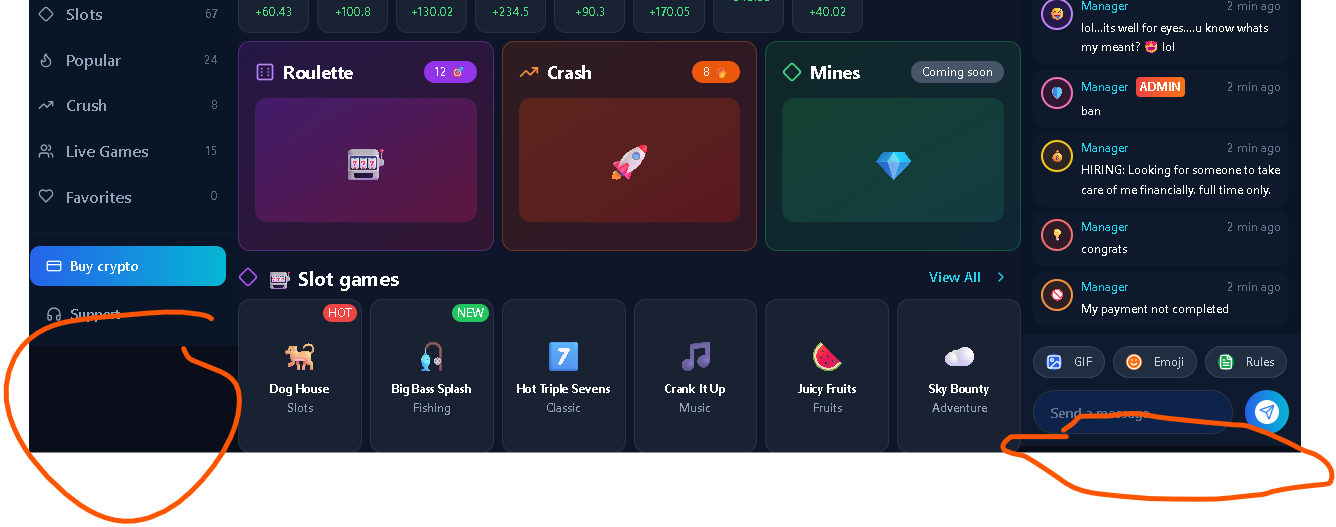 Slots 67
Popular 24
Crush 8
Live Games 15
Favorites 0
Buy crypto
Support
+60.43 +100.8 +130.02 +234.5 +90.3 +170.05 +40.02
Roulette 12
Crash 8
Mines Coming soon
Slot games View All
HOT
Dog House
Slots
NEW
Big Bass Splash
Fishing
7
Hot Triple Sevens
Classic
Crank It Up
Music
Juicy Fruits
Fruits
Sky Bounty
Adventure
Manager 2 min ago
lol...its well for eyes....u know whats
my meant? 😍 lol
Manager ADMIN 2 min ago
ban
Manager 2 min ago
HIRING: Looking for someone to take
care of me financially. full time only.
Manager 2 min ago
congrats
Manager 2 min ago
My payment not completed
GIF Emoji Rules
Send a message